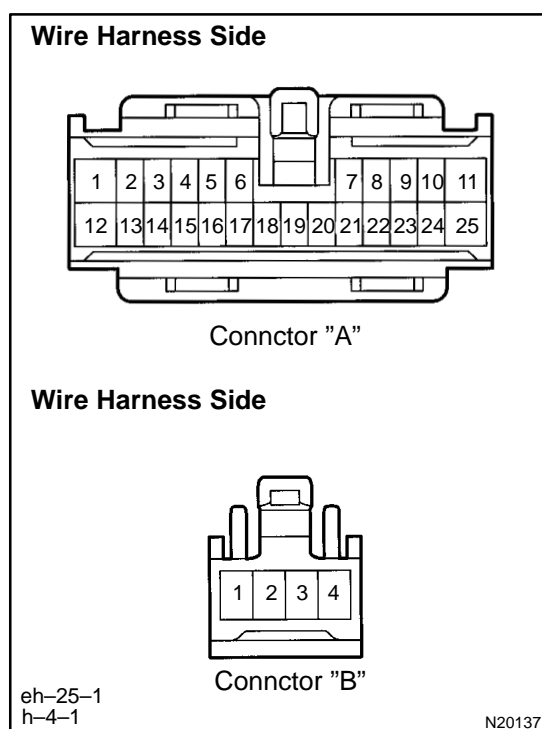 Wire Harness Side
1 2 3 4 5 6 7 8 9 10 11
12 13 14 15 16 17 18 19 20 21 22 23 24 25
Connctor ”A”
Wire Harness Side
1 2 3 4
Connctor ”B”
eh–25–1
h–4–1
N20137